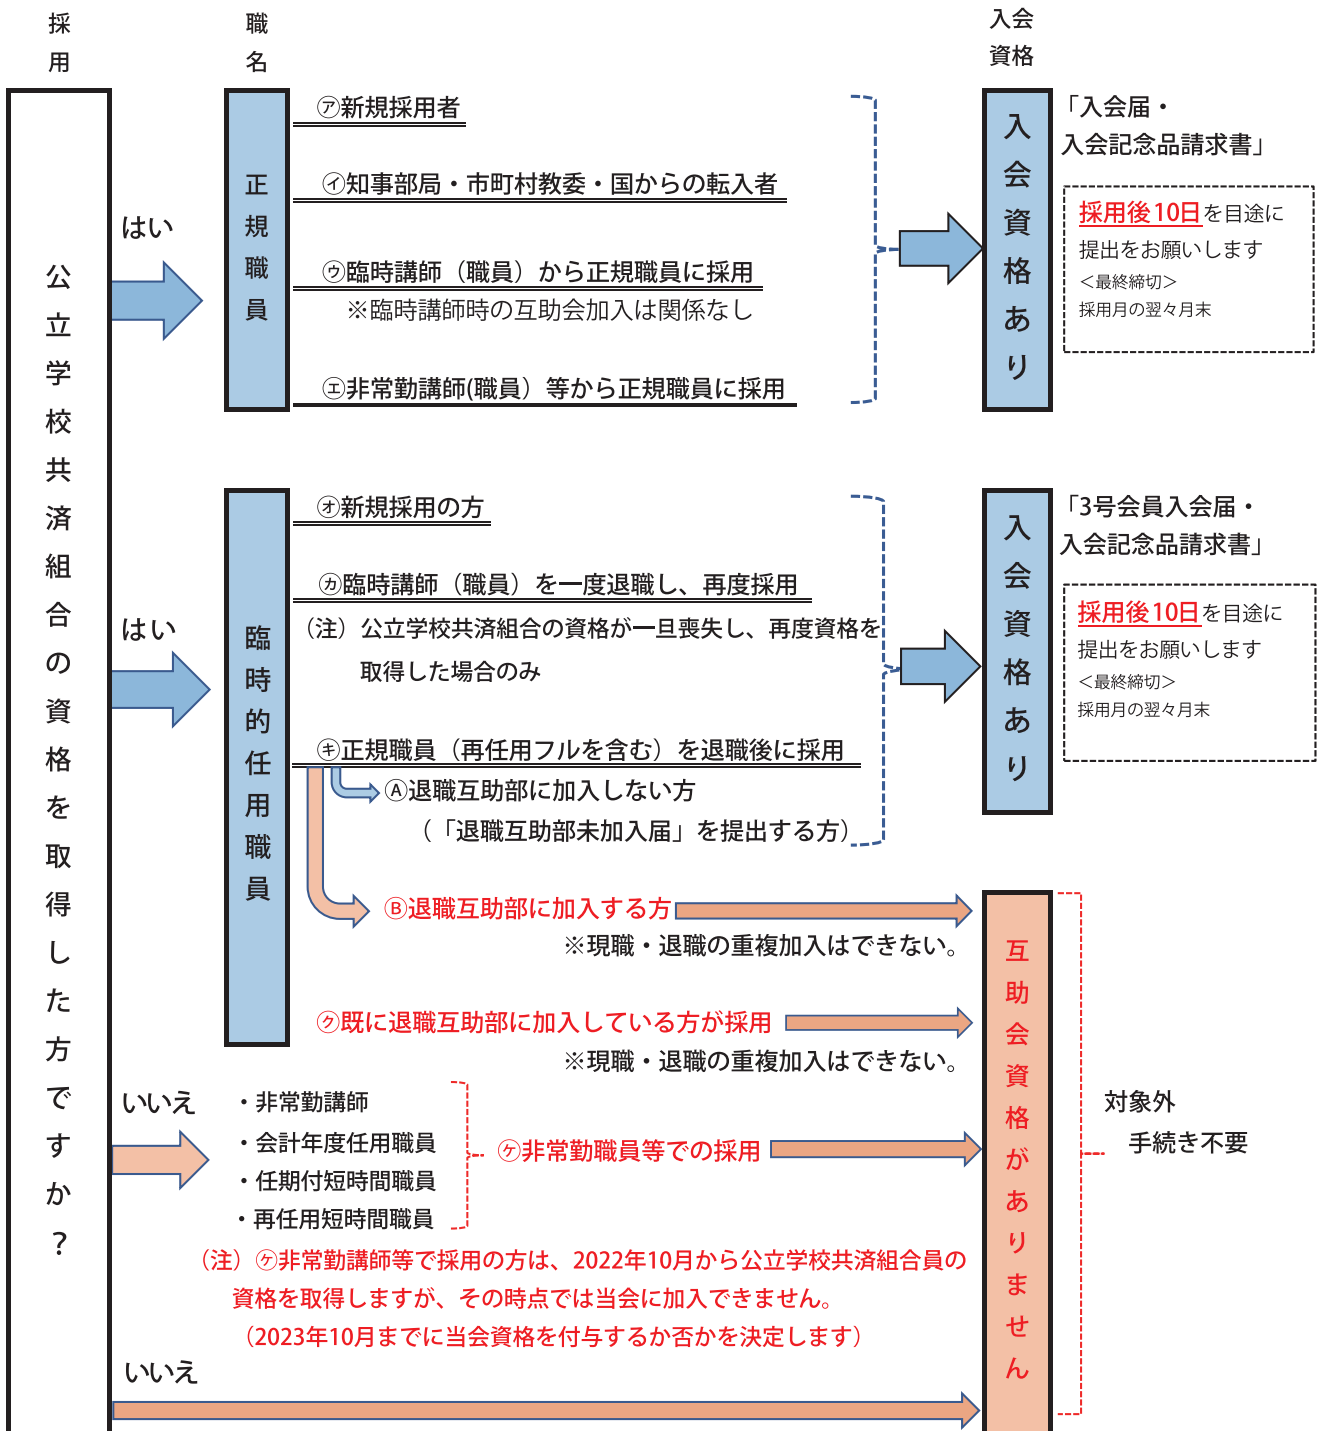 採用
職名
入会
資格
公立学校共済組合の資格を取得した方ですか？
はい
正規職員
㋐新規採用者
㋑知事部局・市町村教委・国からの転入者
㋒臨時講師（職員）から正規職員に採用
※臨時講師時の互助会加入は関係なし
㋓非常勤講師(職員）等から正規職員に採用
入会資格あり
「入会届・
入会記念品請求書」
採用後10日を目途に
提出をお願いします
＜最終締切＞
採用月の翌々月末
はい
臨時的任用職員
㋔新規採用の方
㋕臨時講師（職員）を一度退職し、再度採用
（注）公立学校共済組合の資格が一旦喪失し、再度資格を
取得した場合のみ
㋖正規職員（再任用フルを含む）を退職後に採用
Ⓐ退職互助部に加入しない方
（「退職互助部未加入届」を提出する方）
入会資格あり
「3号会員入会届・
入会記念品請求書」
採用後10日を目途に
提出をお願いします
＜最終締切＞
採用月の翌々月末
Ⓑ退職互助部に加入する方
※現職・退職の重複加入はできない。
㋗既に退職互助部に加入している方が採用
※現職・退職の重複加入はできない。
いいえ
・非常勤講師
・会計年度任用職員
・任期付短時間職員
・再任用短時間職員
㋘非常勤職員等での採用
互助会資格がありません
対象外
手続き不要
（注）㋘非常勤講師等で採用の方は、2022年10月から公立学校共済組合員の
資格を取得しますが、その時点では当会に加入できません。
（2023年10月までに当会資格を付与するか否かを決定します）
いいえ